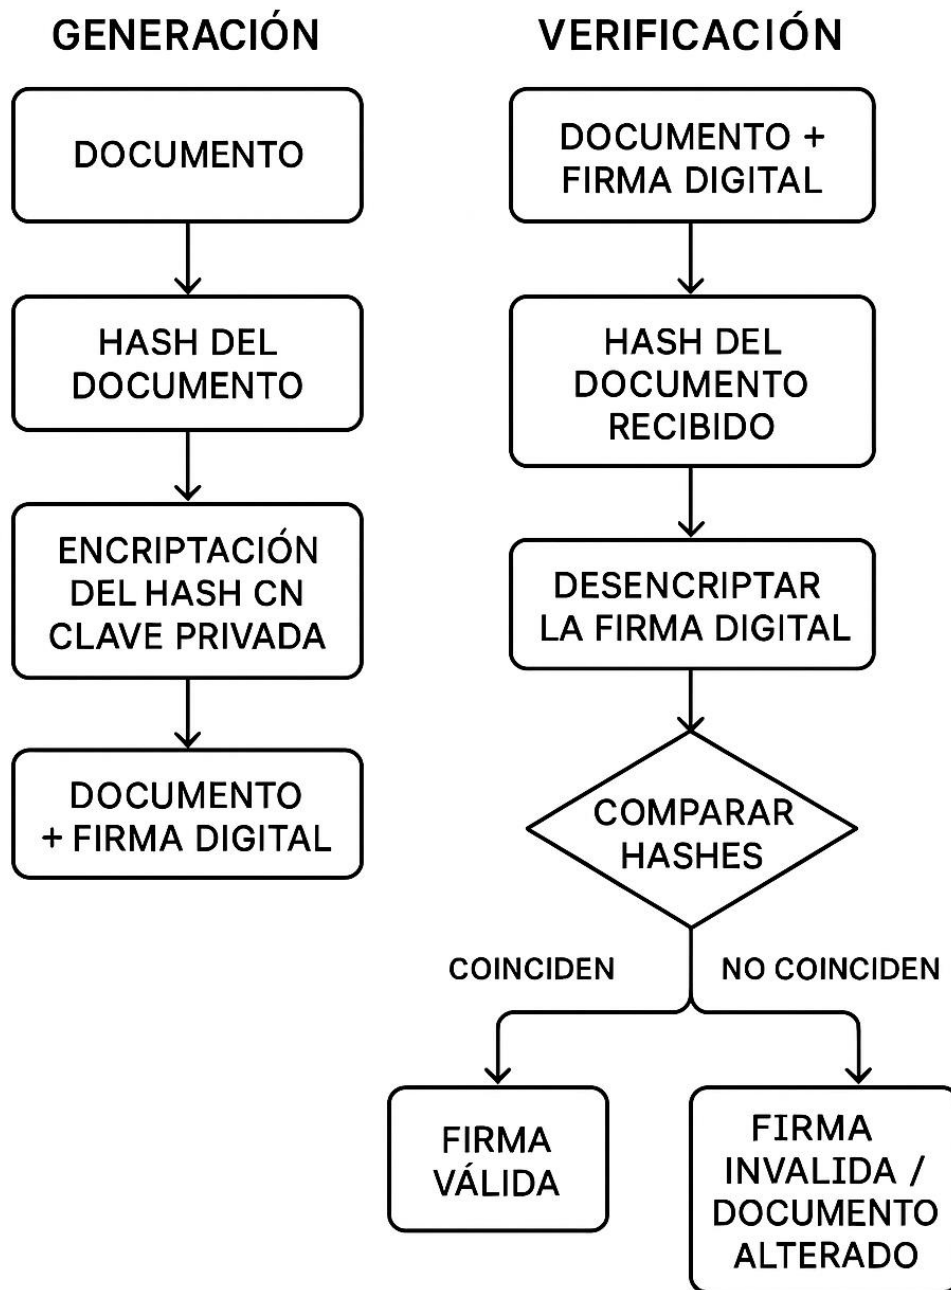 GENERACIÓN
DOCUMENTO
HASH DEL
DOCUMENTO
ENCRIPTACIÓN
DEL HASH CN
CLAVE PRIVADA
DOCUMENTO
+ FIRMA DIGITAL
VERIFICACIÓN
DOCUMENTO +
FIRMA DIGITAL
HASH DEL
DOCUMENTO
RECIBIDO
DESENCRIPTAR
LA FIRMA DIGITAL
COMPARAR
HASHES
COINCIDEN
NO COINCIDEN
FIRMA
VÁLIDA
FIRMA
INVALIDA /
DOCUMENTO
ALTERADO